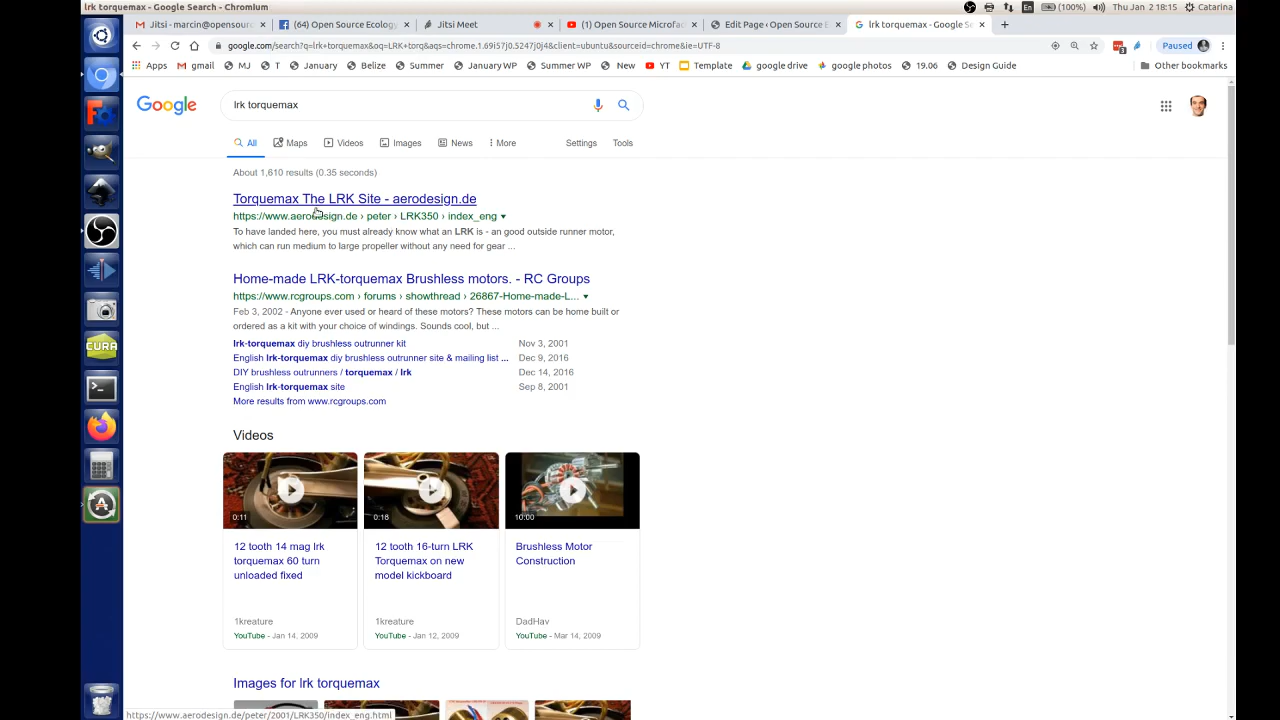 lrk torquemax - Google Search - Chromium
En (100%) Thu Jan 2 18:15 Catarina
Jitsi - marcin@opensourc
(64) Open Source Ecology
Jitsi Meet
(1) Open Source Microfac
Edit Page ‹ Open Source E
lrk torquemax - Google Se
google.com/search?q=lrk+torquemax&oq=LRK+torq&aqs=chrome.1.69i57j0.5247j0j4&client=ubuntu&sourceid=chrome&ie=UTF-8
3 Paused
Apps gmail MJ T January Belize Summer January WP Summer WP New YT Template google drive google photos 19.06 Design Guide Other bookmarks
Google
lrk torquemax
All Maps Videos Images News More Settings Tools
About 1,610 results (0.35 seconds)
Torquemax The LRK Site - aerodesign.de
https://www.aerodesign.de › peter › LRK350 › index_eng
To have landed here, you must already know what an LRK is - an good outside runner motor,
which can run medium to large propeller without any need for gear ...
Home-made LRK-torquemax Brushless motors. - RC Groups
https://www.rcgroups.com › forums › showthread › 26867-Home-made-L...
Feb 3, 2002 - Anyone ever used or heard of these motors? These motors can be home built or
ordered as a kit with your choice of windings. Sounds cool, but ...
lrk-torquemax diy brushless outrunner kit Nov 3, 2001
English lrk-torquemax diy brushless outrunner site & mailing list ... Dec 9, 2016
DIY brushless outrunners / torquemax / lrk Dec 14, 2016
English lrk-torquemax site Sep 8, 2001
More results from www.rcgroups.com
Videos
0:11
0:18
10:00
12 tooth 14 mag lrk
torquemax 60 turn
unloaded fixed
1kreature
YouTube - Jan 14, 2009
12 tooth 16-turn LRK
Torquemax on new
model kickboard
1kreature
YouTube - Jan 12, 2009
Brushless Motor
Construction
DadHav
YouTube - Mar 14, 2009
Images for lrk torquemax
https://www.aerodesign.de/peter/2001/LRK350/index_eng.html
CURA